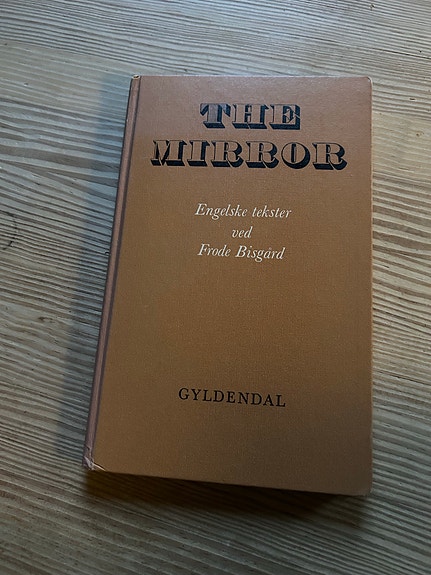 THE
MIRROR
Engelske tekster
ved
Frode Bisgård
GYLDENDAL